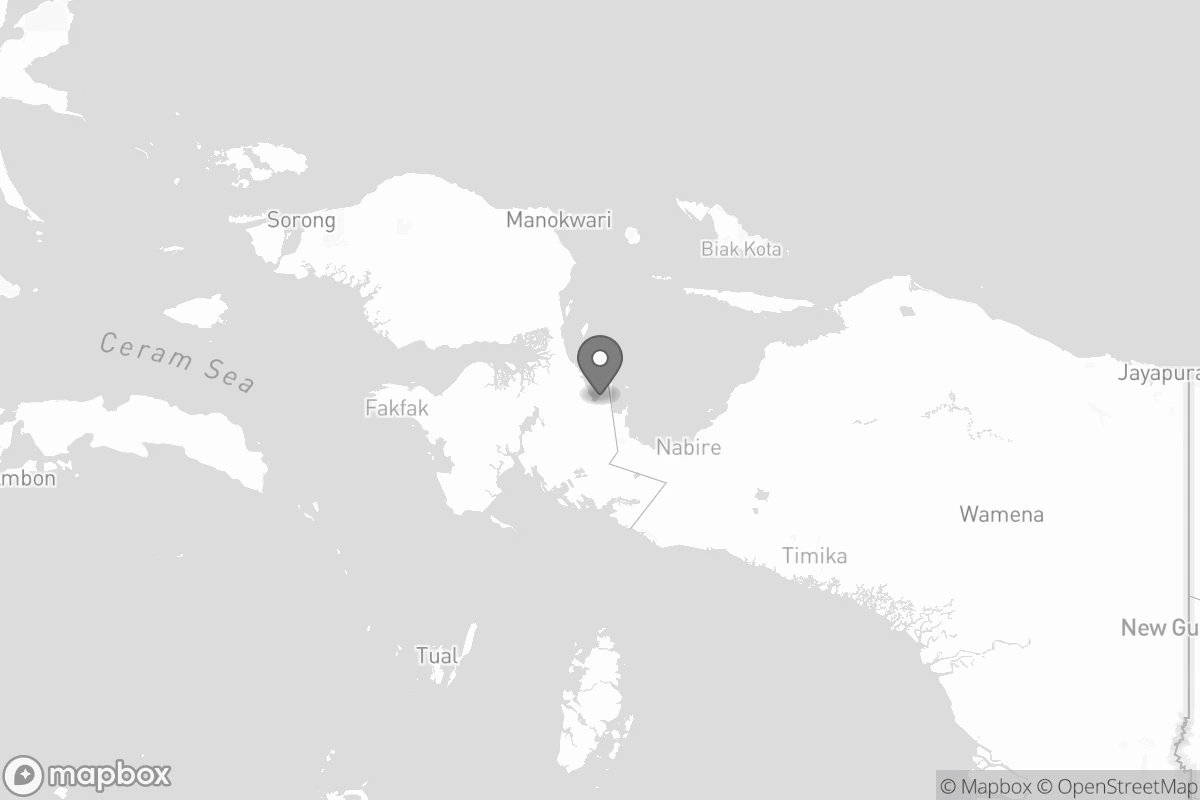 Sorong
Manokwari
Biak Kota
Ceram Sea
Jayapura
Fakfak
Nabire
mbon
Wamena
Timika
New Gu
Tual
mapbox
© Mapbox © OpenStreetMap